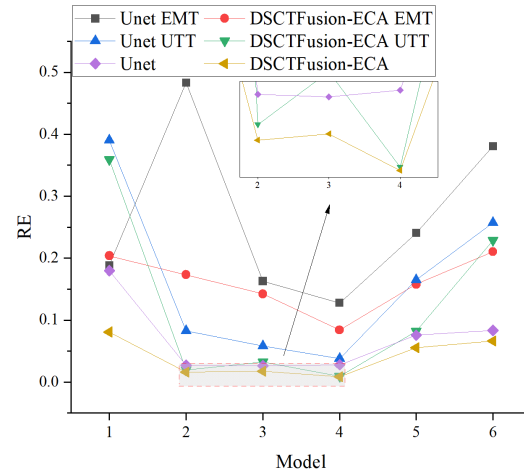 Unet EMT DSCTFusion-ECA EMT
Unet UTT DSCTFusion-ECA UTT
Unet DSCTFusion-ECA
0.5
0.4
0.3
0.2
0.1
0.0
RE
2 3 4
1 2 3 4 5 6
Model